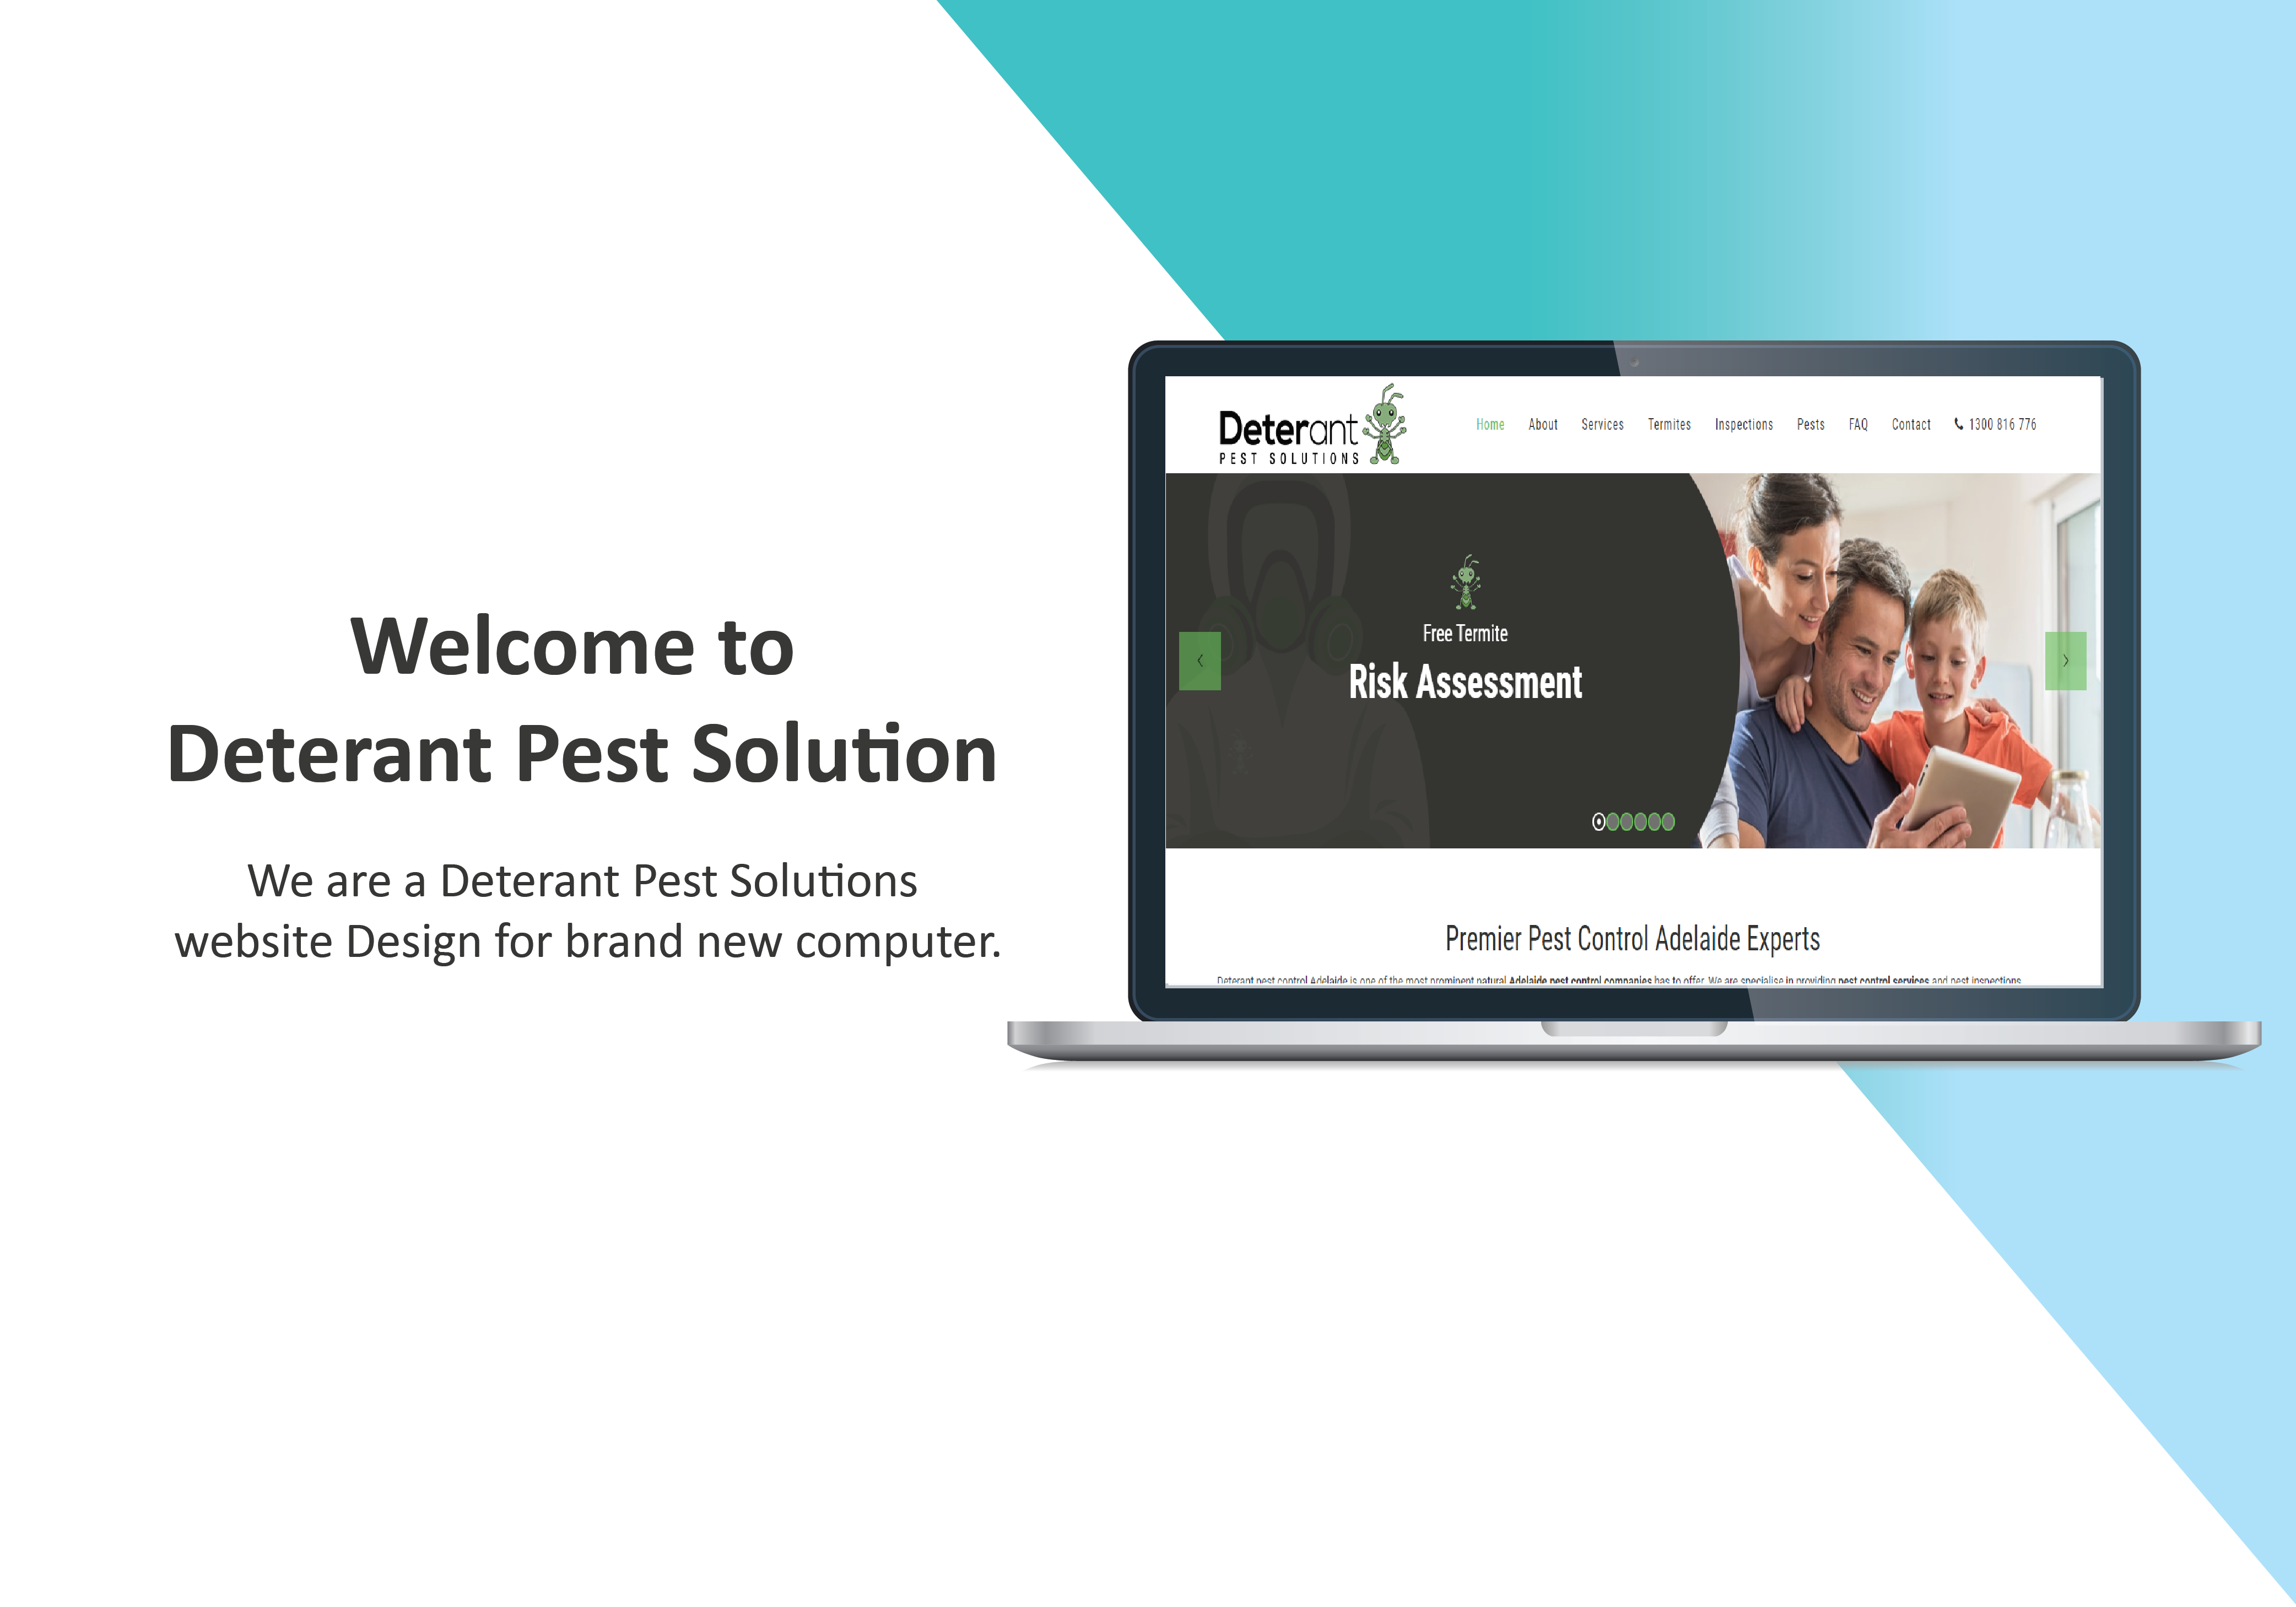 Welcome to
Deterant Pest Solution
We are a Deterant Pest Solutions
website Design for brand new computer.
Deterant
PEST SOLUTIONS
Home About Services Termites Inspections Pests FAQ Contact 1300 816 776
Free Termite
Risk Assessment
Premier Pest Control Adelaide Experts
Deterant pest control Adelaide is one of the most prominent natural Adelaide pest control companies has to offer. We are specialise in providing pest control services and pest inspections